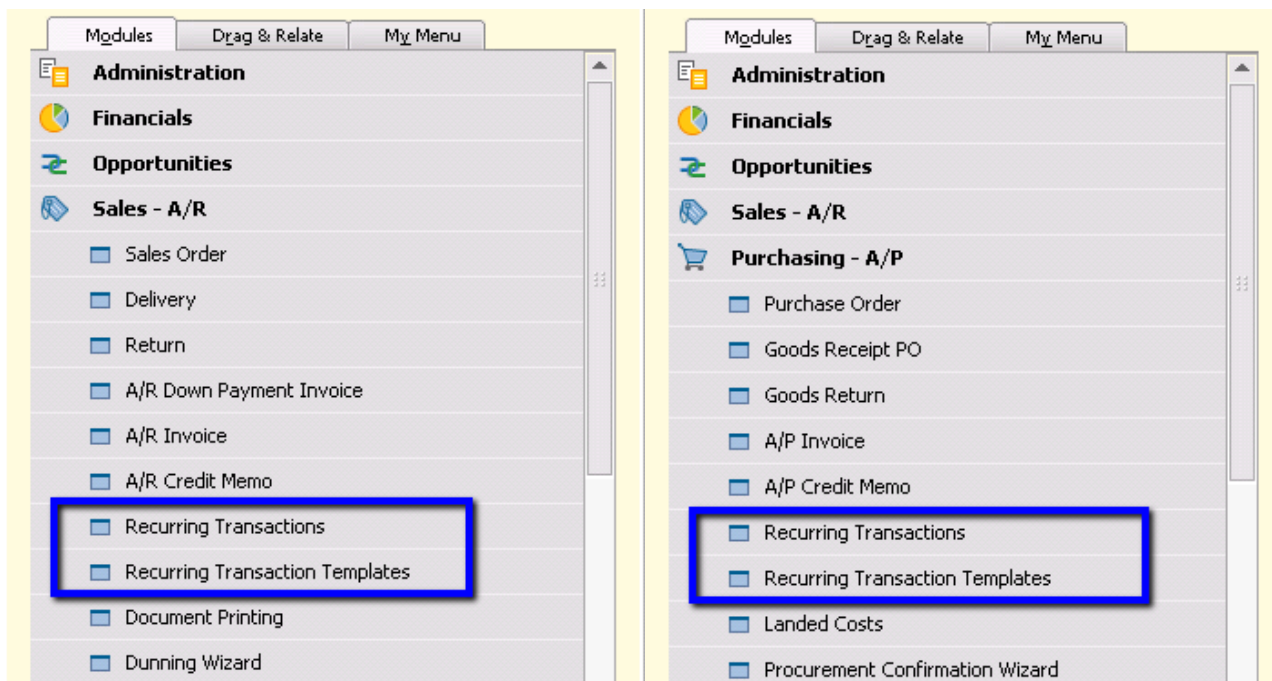 Modules
Drag & Relate
My Menu
Administration
Financials
Opportunities
Sales - A/R
Sales Order
Delivery
Return
A/R Down Payment Invoice
A/R Invoice
A/R Credit Memo
Recurring Transactions
Recurring Transaction Templates
Document Printing
Dunning Wizard
Modules
Drag & Relate
My Menu
Administration
Financials
Opportunities
Sales - A/R
Purchasing - A/P
Purchase Order
Goods Receipt PO
Goods Return
A/P Invoice
A/P Credit Memo
Recurring Transactions
Recurring Transaction Templates
Landed Costs
Procurement Confirmation Wizard